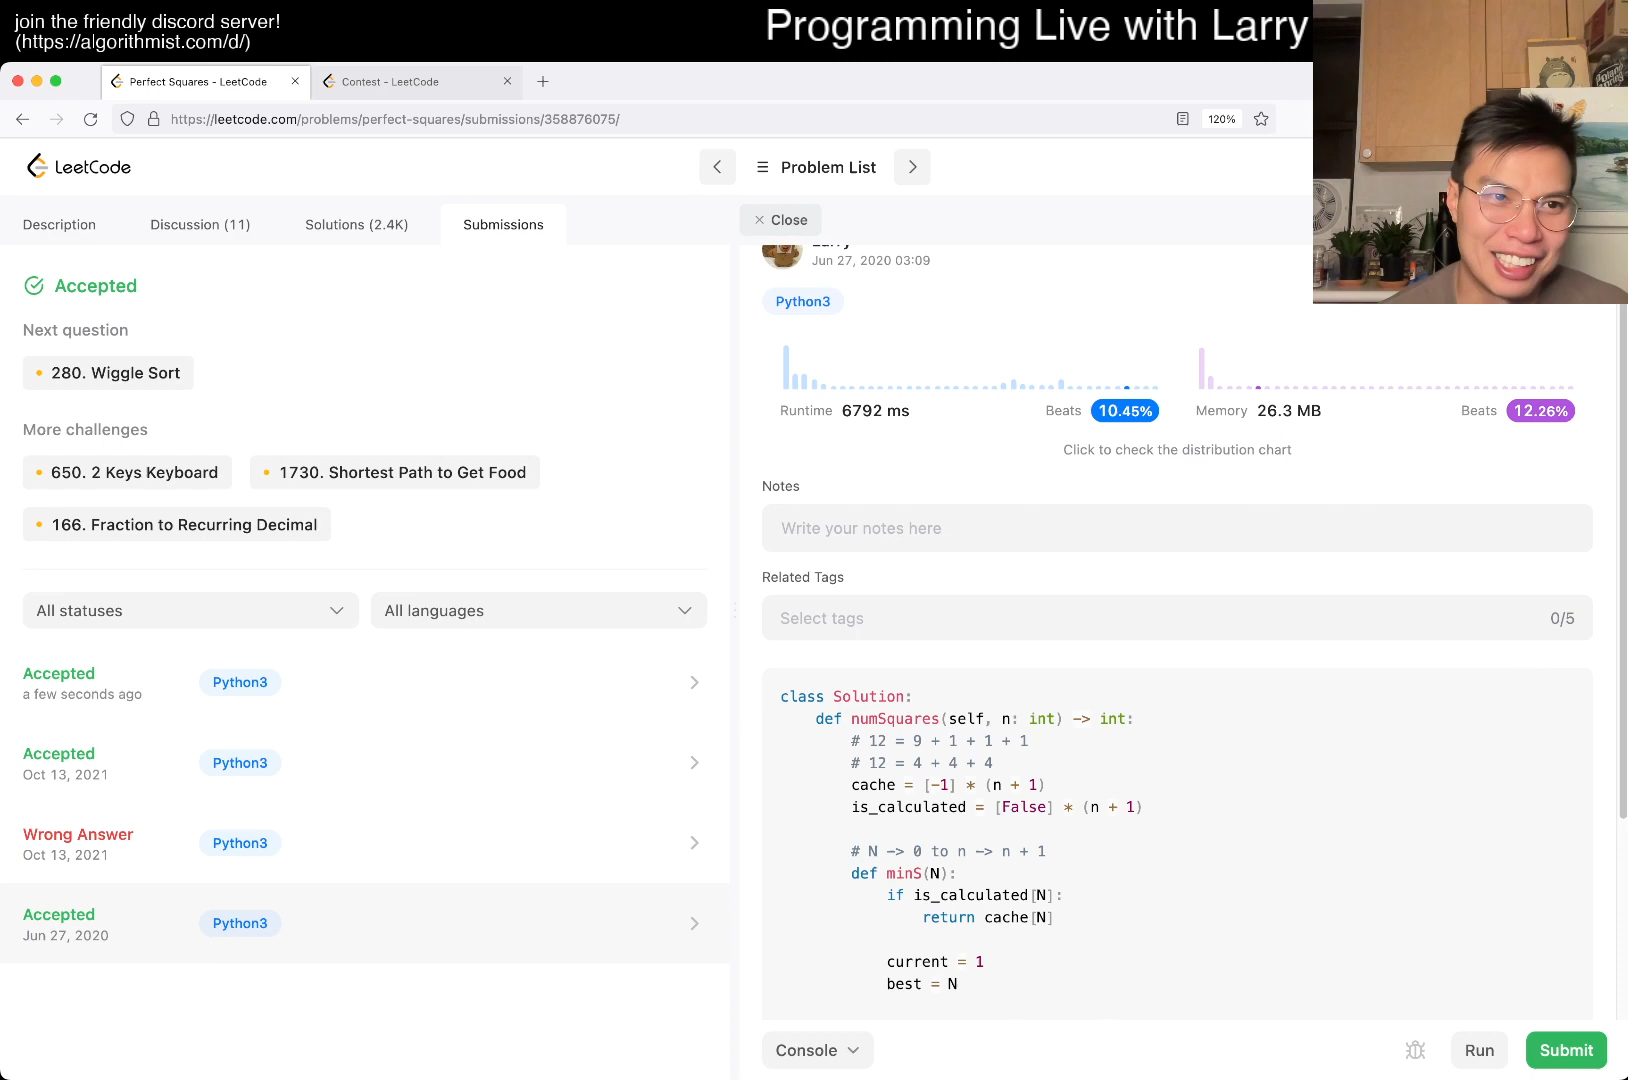 join the friendly discord server!
(https://algorithmist.com/d/)
Programming Live with Larry
Perfect Squares - LeetCode
Contest - LeetCode
https://leetcode.com/problems/perfect-squares/submissions/358876075/
120%
LeetCode
Problem List
Description
Discussion (11)
Solutions (2.4K)
Submissions
Close
Accepted
Next question
280. Wiggle Sort
More challenges
650. 2 Keys Keyboard
1730. Shortest Path to Get Food
166. Fraction to Recurring Decimal
All statuses
All languages
Accepted
a few seconds ago
Python3
Accepted
Oct 13, 2021
Python3
Wrong Answer
Oct 13, 2021
Python3
Accepted
Jun 27, 2020
Python3
Larry
Jun 27, 2020 03:09
Python3
Runtime 6792 ms
Beats 10.45%
Memory 26.3 MB
Beats 12.26%
Click to check the distribution chart
Notes
Write your notes here
Related Tags
Select tags
0/5
class Solution:
def numSquares(self, n: int) -> int:
# 12 = 9 + 1 + 1 + 1
# 12 = 4 + 4 + 4
cache = [-1] * (n + 1)
is_calculated = [False] * (n + 1)
# N -> 0 to n -> n + 1
def minS(N):
if is_calculated[N]:
return cache[N]
current = 1
best = N
Console
Run
Submit